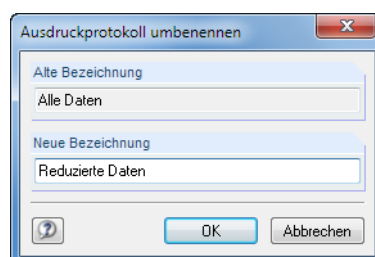 Ausdruckprotokoll umbenennen
Alte Bezeichnung
Alle Daten
Neue Bezeichnung
Reduzierte Daten
OK
Abbrechen